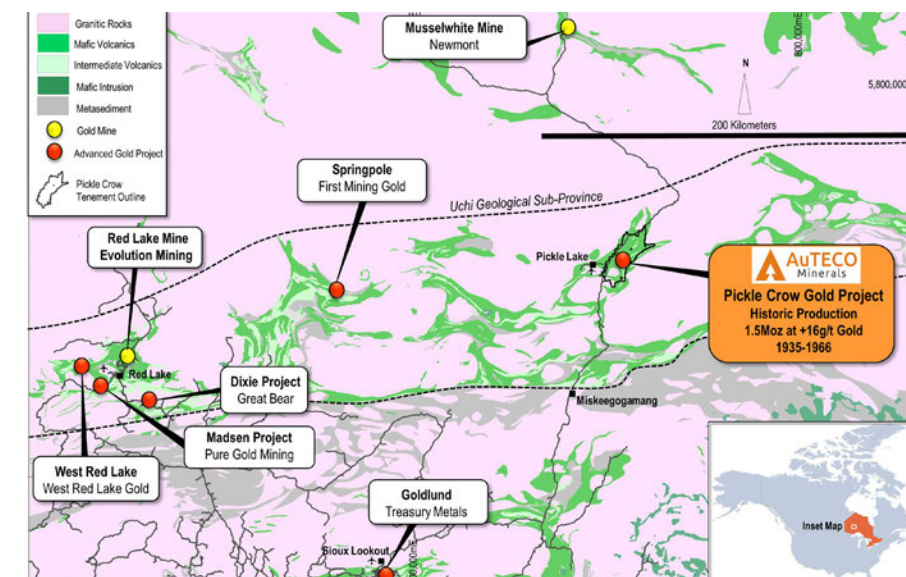 Granitic Rocks
Mafic Volcanics
Intermediate Volcanics
Mafic Intrusion
Metasediment
Gold Mine
Advanced Gold Project
Pickle Crow
Tenement Outline
Musselwhite Mine
Newmont
800,000mE
N
5,800,000
200 Kilometers
Springpole
First Mining Gold
Uchi Geological Sub-Province
Red Lake Mine
Evolution Mining
Pickle Lake
AuTECO
Minerals
Pickle Crow Gold Project
Historic Production
1.5Moz at +16g/t Gold
1935-1966
Red Lake
Dixie Project
Great Bear
Miskeegogamang
Madsen Project
Pure Gold Mining
West Red Lake
West Red Lake Gold
Goldlund
Treasury Metals
Inset Map
Sioux Lookout